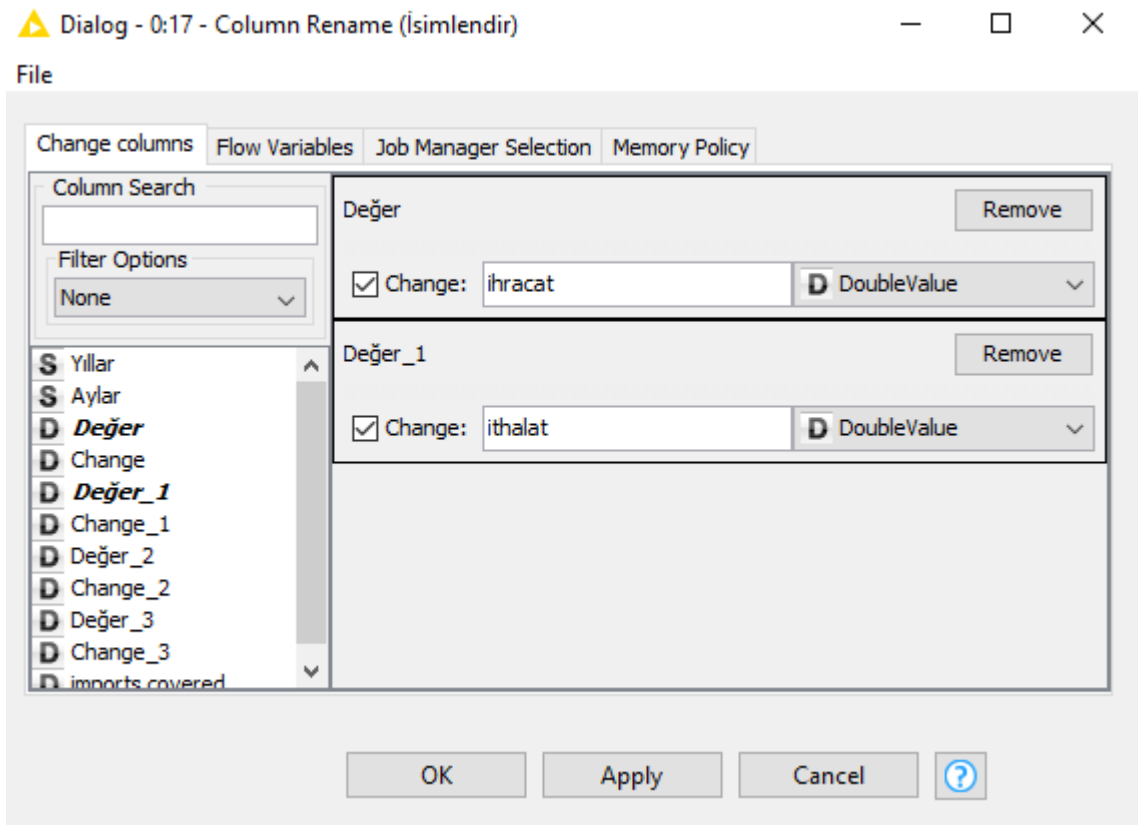 Dialog - 0:17 - Column Rename (İsimlendir)
File
Change columns Flow Variables Job Manager Selection Memory Policy
Column Search
Filter Options
None
S Yıllar
S Aylar
D Değer
D Change
D Değer_1
D Change_1
D Değer_2
D Change_2
D Değer_3
D Change_3
D imports covered
Değer Remove
Change: ihracat D DoubleValue
Değer_1 Remove
Change: ithalat D DoubleValue
OK Apply Cancel ?